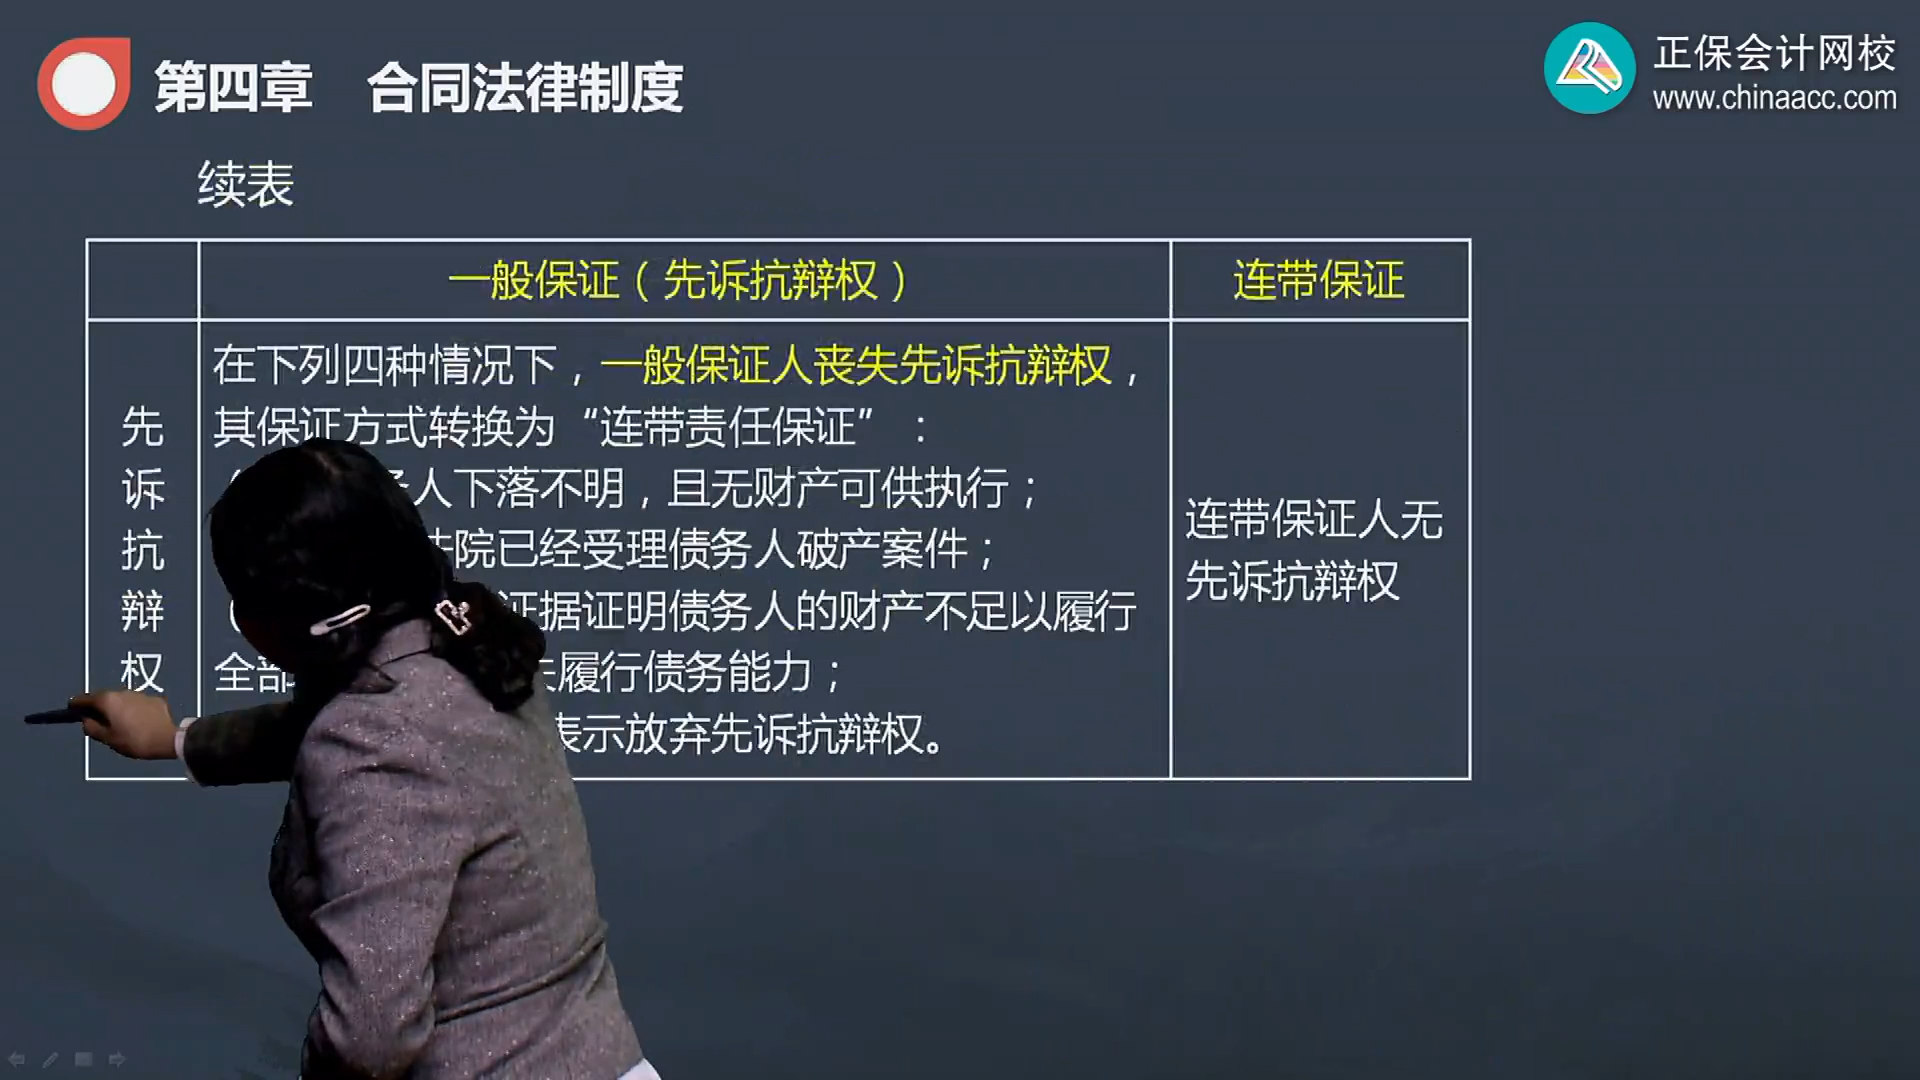 第四章 合同法律制度
正保会计网校
www.chinaacc.com
续表
一般保证（先诉抗辩权）
连带保证
先诉抗辩权
在下列四种情况下，一般保证人丧失先诉抗辩权，
其保证方式转换为“连带责任保证”：
人下落不明，且无财产可供执行；
院已经受理债务人破产案件；
证据证明债务人的财产不足以履行
全部
履行债务能力；
表示放弃先诉抗辩权。
连带保证人无
先诉抗辩权